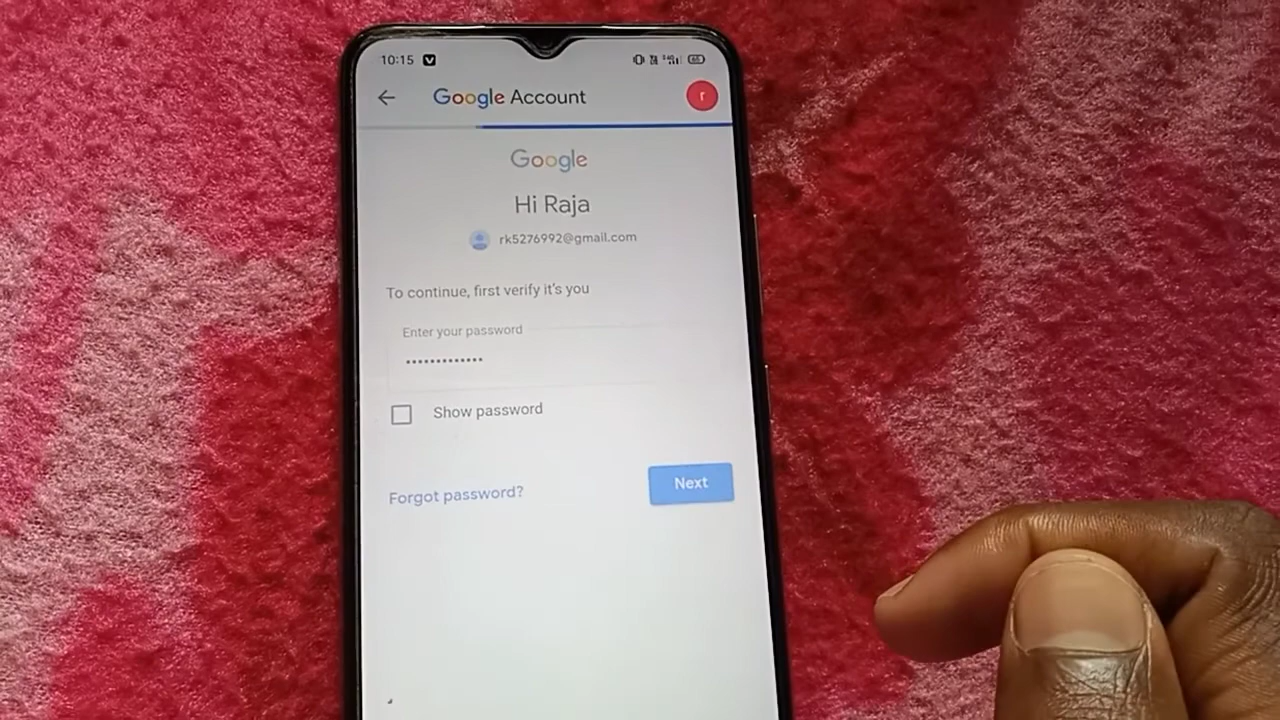 10:15
Google Account
r
Google
Hi Raja
rk5276992@gmail.com
To continue, first verify it's you
Enter your password
•••••••••••••
Show password
Forgot password?
Next